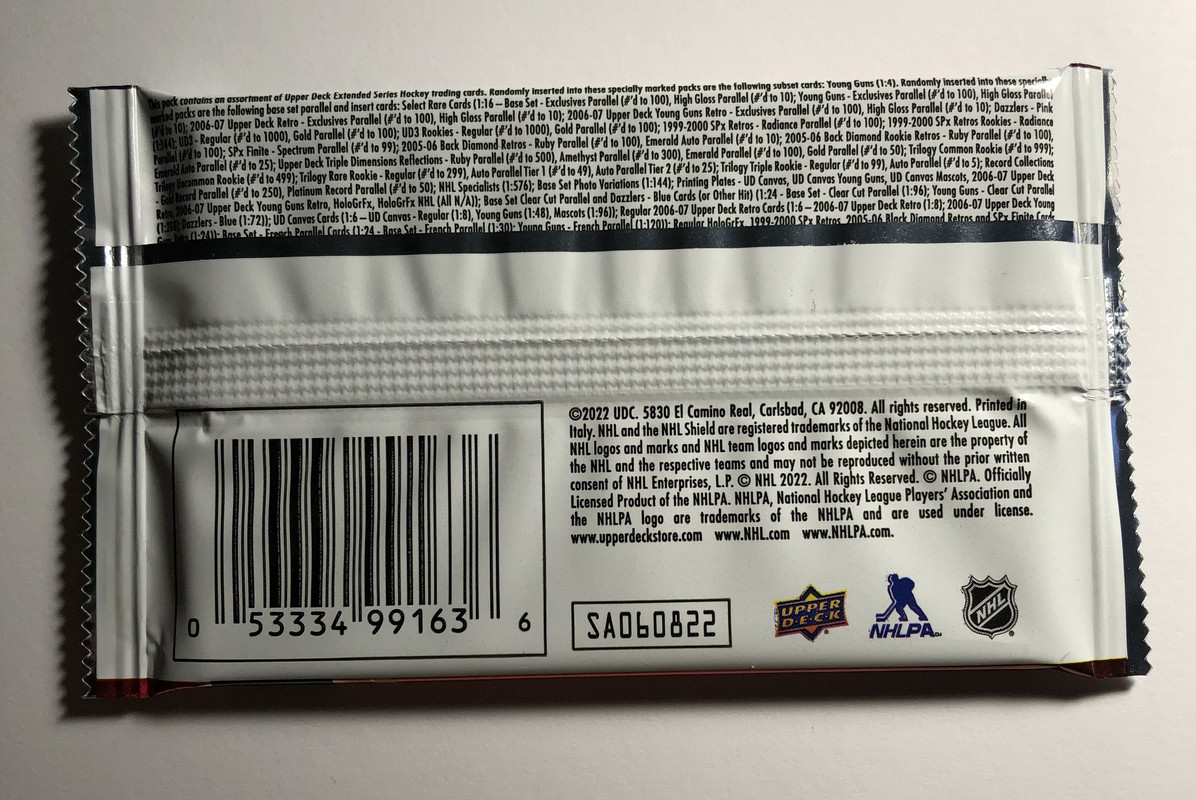 This pack contains an assortment of Upper Deck Extended Series Hockey trading cards. Randomly inserted into these specially marked packs are the following subset cards: Young Guns (1:4). Randomly inserted into these specially
marked packs are the following base set parallel and insert cards: Select Rare Cards (1:16 – Base Set - Exclusives Parallel (#'d to 100), High Gloss Parallel (#'d to 10); Young Guns - Exclusives Parallel (#'d to 100), High Gloss Parallel
(#'d to 10); 2006-07 Upper Deck Retro - Exclusives Parallel (#'d to 100), High Gloss Parallel (#'d to 10); 2006-07 Upper Deck Young Guns Retro - Exclusives Parallel (#'d to 100), High Gloss Parallel (#'d to 10); Dazzlers - Pink
(1:144); UD3 - Regular (#'d to 1000), Gold Parallel (#'d to 100); UD3 Rookies - Regular (#'d to 1000), Gold Parallel (#'d to 100); 1999-2000 SPx Retros - Radiance Parallel (#'d to 100); 1999-2000 SPx Retros Rookies - Radiance
Parallel (#'d to 100); SPx Finite - Spectrum Parallel (#'d to 99); 2005-06 Back Diamond Retros - Ruby Parallel (#'d to 100), Emerald Auto Parallel (#'d to 10); 2005-06 Back Diamond Rookie Retros - Ruby Parallel (#'d to 100),
Emerald Auto Parallel (#'d to 25); Upper Deck Triple Dimensions Reflections - Ruby Parallel (#'d to 500), Amethyst Parallel (#'d to 300), Emerald Parallel (#'d to 100), Gold Parallel (#'d to 50); Trilogy Common Rookie (#'d to 999);
Trilogy Uncommon Rookie (#'d to 499); Trilogy Rare Rookie - Regular (#'d to 299), Auto Parallel Tier 1 (#'d to 49), Auto Parallel Tier 2 (#'d to 25); Trilogy Triple Rookie - Regular (#'d to 99), Auto Parallel (#'d to 5); Record Collections
- Gold Record Parallel (#'d to 250), Platinum Record Parallel (#'d to 50); NHL Specialists (1:576); Base Set Photo Variations (1:144); Printing Plates - UD Canvas, UD Canvas Young Guns, UD Canvas Mascots, 2006-07 Upper Deck
Retro, 2006-07 Upper Deck Young Guns Retro, HoloGrFx, HoloGrFx NHL (All N/A)); Base Set Clear Cut Parallel and Dazzlers - Blue Cards (or Other Hit) (1:24 - Base Set - Clear Cut Parallel (1:96); Young Guns - Clear Cut Parallel
Dazzlers - Blue (1:72)); UD Canvas Cards (1:6 – UD Canvas - Regular (1:8), Young Guns (1:48), Mascots (1:96)); Regular 2006-07 Upper Deck Retro Cards (1:6 – 2006-07 Upper Deck Retro (1:8); 2006-07 Upper Deck Young
Guns Retro (1:24)); Base Set - French Parallel Cards (1:24 - Base Set - French Parallel (1:30); Young Guns - French Parallel (1:120)); Regular HoloGrFx, 1999-2000 SPx Retros, 2005-06 Black Diamond Retros and SPx Finite Cards
©2022 UDC. 5830 El Camino Real, Carlsbad, CA 92008. All rights reserved. Printed in
Italy. NHL and the NHL Shield are registered trademarks of the National Hockey League. All
NHL logos and marks and NHL team logos and marks depicted herein are the property of
the NHL and the respective teams and may not be reproduced without the prior written
consent of NHL Enterprises, L.P. © NHL 2022. All Rights Reserved. © NHLPA. Officially
Licensed Product of the NHLPA. NHLPA, National Hockey League Players' Association and
the NHLPA logo are trademarks of the NHLPA and are used under license.
www.upperdeckstore.com www.NHL.com www.NHLPA.com.
0 53334 99163 6
SA060822
UPPER
DECK
NHLPA
NHL